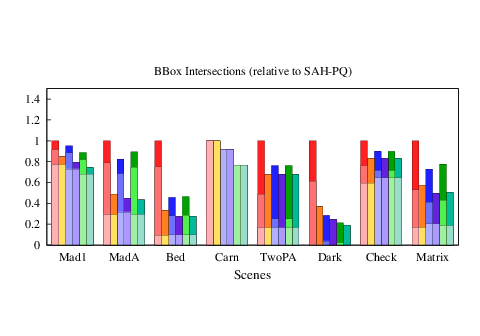 BBox Intersections (relative to SAH-PQ)
1.4
1.2
1
0.8
0.6
0.4
0.2
0
Mad1 MadA Bed Carn TwoPA Dark Check Matrix
Scenes